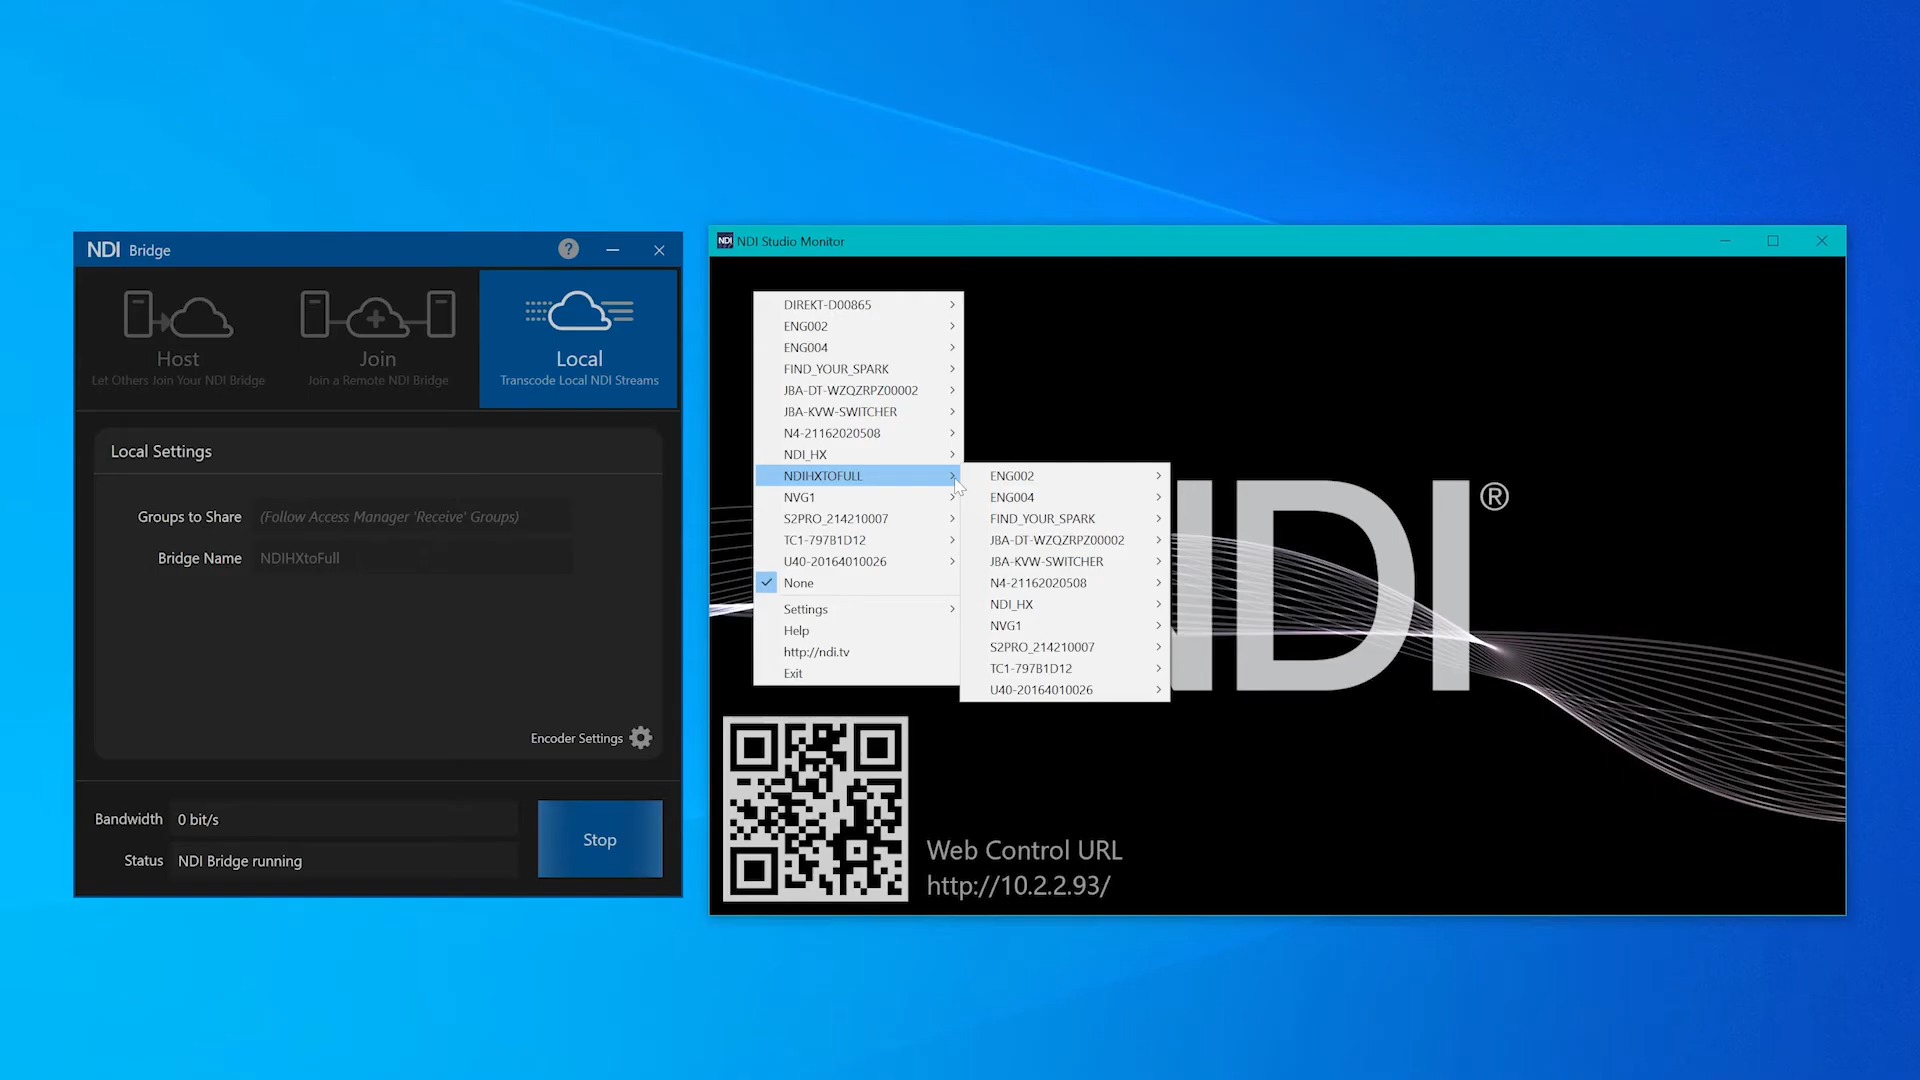 NDI Bridge
?
Host
Let Others Join Your NDI Bridge
Join
Join a Remote NDI Bridge
Local
Transcode Local NDI Streams
Local Settings
Groups to Share (Follow Access Manager 'Receive' Groups)
Bridge Name NDIHXtoFull
Encoder Settings
Bandwidth 0 bit/s
Status NDI Bridge running
Stop
NDI NDI Studio Monitor
DIREKT-D00865
ENG002
ENG004
FIND_YOUR_SPARK
JBA-DT-WZQZRPZ00002
JBA-KVW-SWITCHER
N4-21162020508
NDI_HX
NDIHXTOFULL
NVG1
S2PRO_214210007
TC1-797B1D12
U40-20164010026
None
Settings
Help
http://ndi.tv
Exit
ENG002
ENG004
FIND_YOUR_SPARK
JBA-DT-WZQZRPZ00002
JBA-KVW-SWITCHER
N4-21162020508
NDI_HX
NVG1
S2PRO_214210007
TC1-797B1D12
U40-20164010026
NDI®
Web Control URL
http://10.2.2.93/